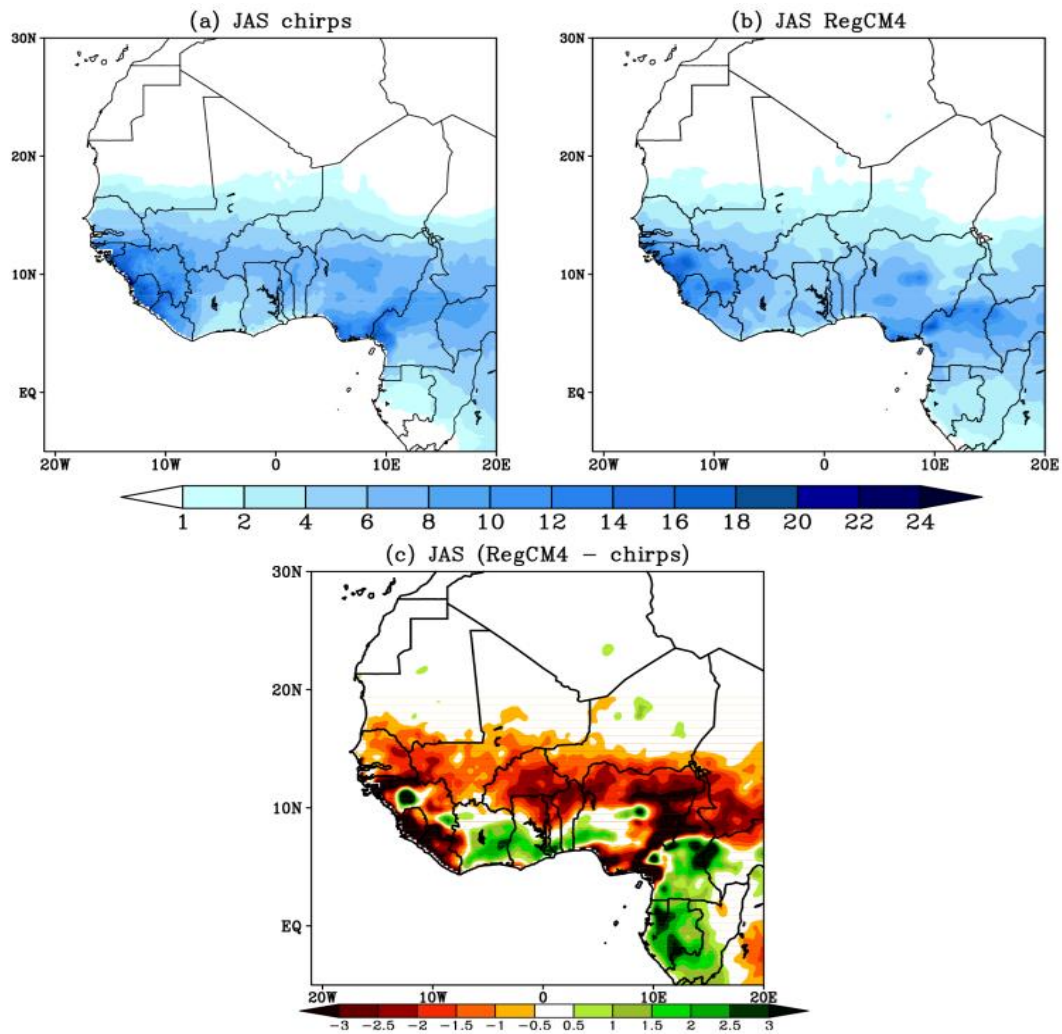 (a) JAS chirps
(b) JAS RegCM4
30N
20N
10N
EQ
20W 10W 0 10E 20E
30N
20N
10N
EQ
20W 10W 0 10E 20E
1 2 4 6 8 10 12 14 16 18 20 22 24
(c) JAS (RegCM4 − chirps)
30N
20N
10N
EQ
20W 10W 0 10E 20E
−3 −2.5 −2 −1.5 −1 −0.5 0.5 1 1.5 2 2.5 3